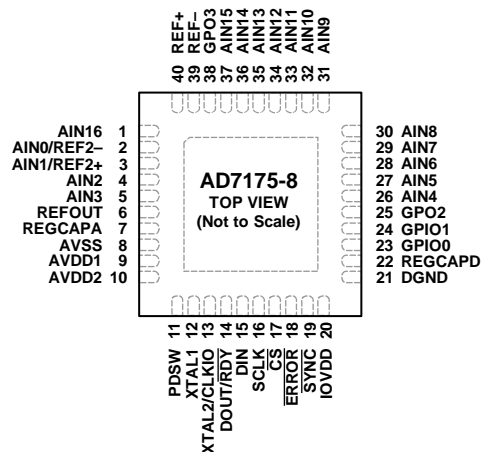 40 REF+
39 REF–
38 GPO3
37 AIN15
36 AIN14
35 AIN13
34 AIN12
33 AIN11
32 AIN10
31 AIN9
AIN16 1
AIN0/REF2– 2
AIN1/REF2+ 3
AIN2 4
AIN3 5
REFOUT 6
REGCAPA 7
AVSS 8
AVDD1 9
AVDD2 10
AD7175-8
TOP VIEW
(Not to Scale)
30 AIN8
29 AIN7
28 AIN6
27 AIN5
26 AIN4
25 GPO2
24 GPIO1
23 GPIO0
22 REGCAPD
21 DGND
PDSW 11
XTAL1 12
XTAL2/CLKIO 13
DOUT/RDY 14
DIN 15
SCLK 16
CS 17
ERROR 18
SYNC 19
IOVDD 20